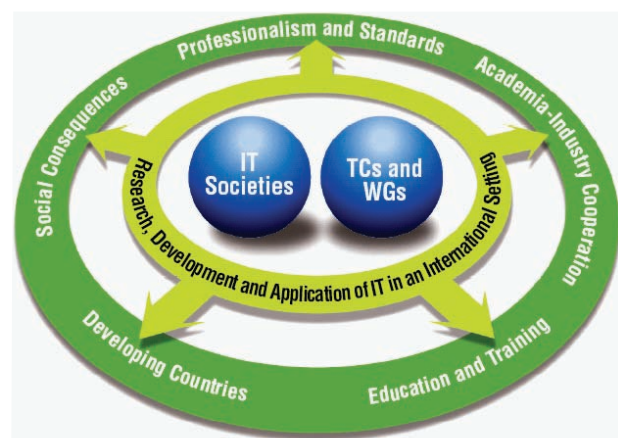 Professionalism and Standards
Social Consequences
Academia-Industry Cooperation
IT
Societies
TCs and
WGs
Research, Development and Application of IT in an International Setting
Developing Countries
Education and Training